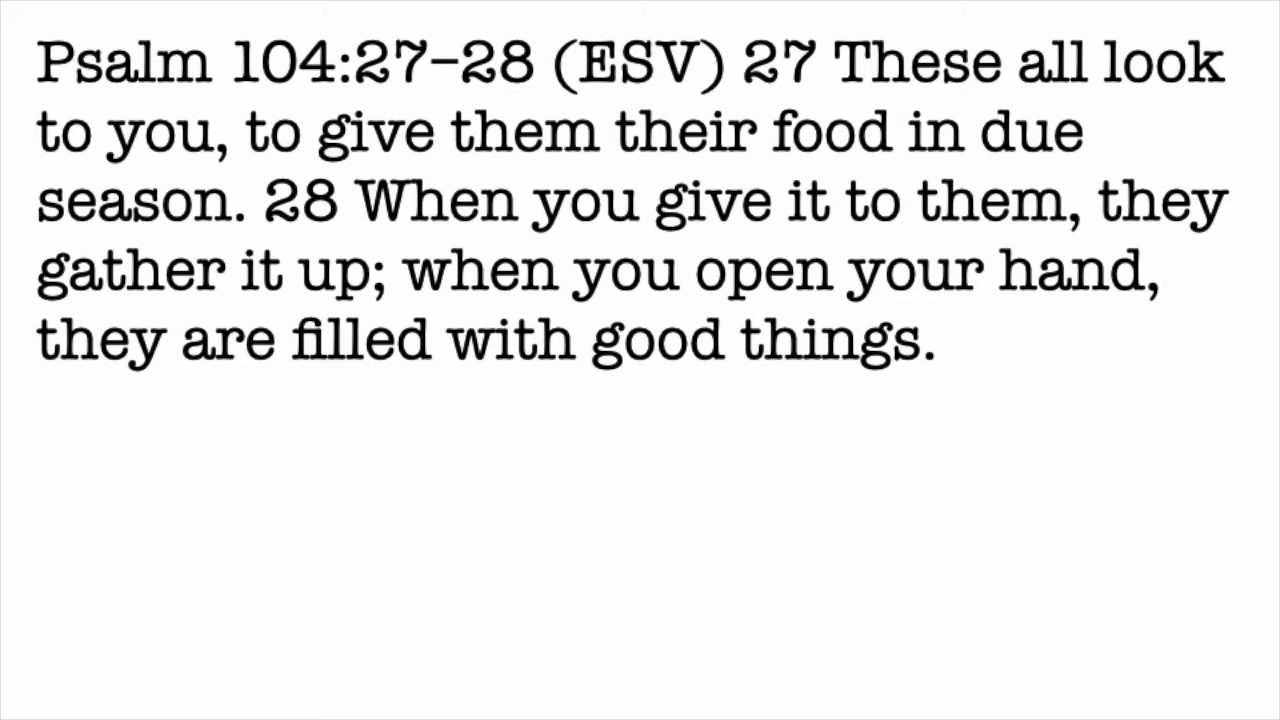 Psalm 104:27–28 (ESV) 27 These all look
to you, to give them their food in due
season. 28 When you give it to them, they
gather it up; when you open your hand,
they are filled with good things.